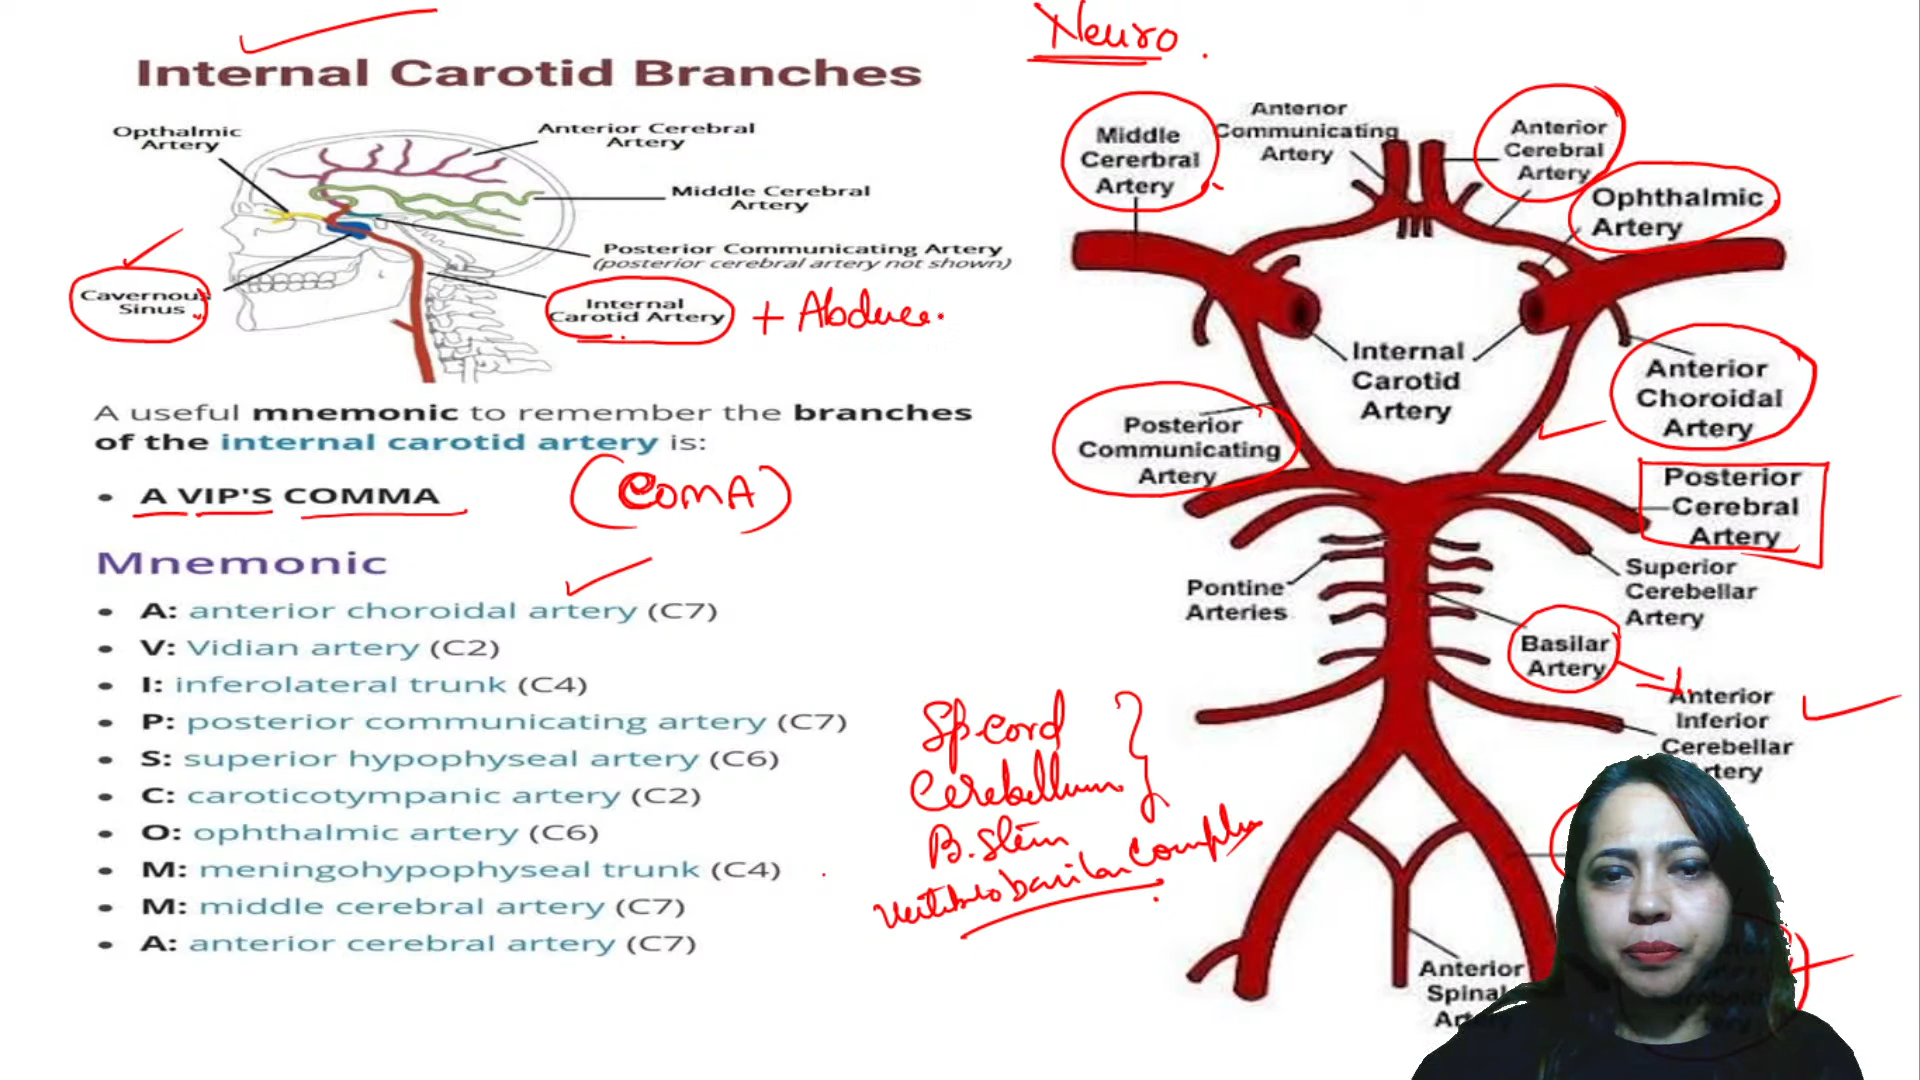 Neuro.
Internal Carotid Branches
Opthalmic
Artery
Anterior Cerebral
Artery
Middle Cerebral
Artery
Posterior Communicating Artery
(posterior cerebral artery not shown)
Cavernous
Sinus
Internal
Carotid Artery
+ Abduce.
A useful mnemonic to remember the branches
of the internal carotid artery is:
• A VIP'S COMMA
(COMA)
Mnemonic
• A: anterior choroidal artery (C7)
• V: Vidian artery (C2)
• I: inferolateral trunk (C4)
• P: posterior communicating artery (C7)
• S: superior hypophyseal artery (C6)
• C: caroticotympanic artery (C2)
• O: ophthalmic artery (C6)
• M: meningohypophyseal trunk (C4)
• M: middle cerebral artery (C7)
• A: anterior cerebral artery (C7)
Sp cord
Cerebellum
B. Stem
Middle
Cererbral
Artery
Anterior
Communicating
Artery
Anterior
Cerebral
Artery
Ophthalmic
Artery
Internal
Carotid
Artery
Anterior
Choroidal
Artery
Posterior
Communicating
Artery
Posterior
Cerebral
Artery
Superior
Cerebellar
Artery
Pontine
Arteries
Basilar
Artery
Anterior
Inferior
Cerebellar
Anterior